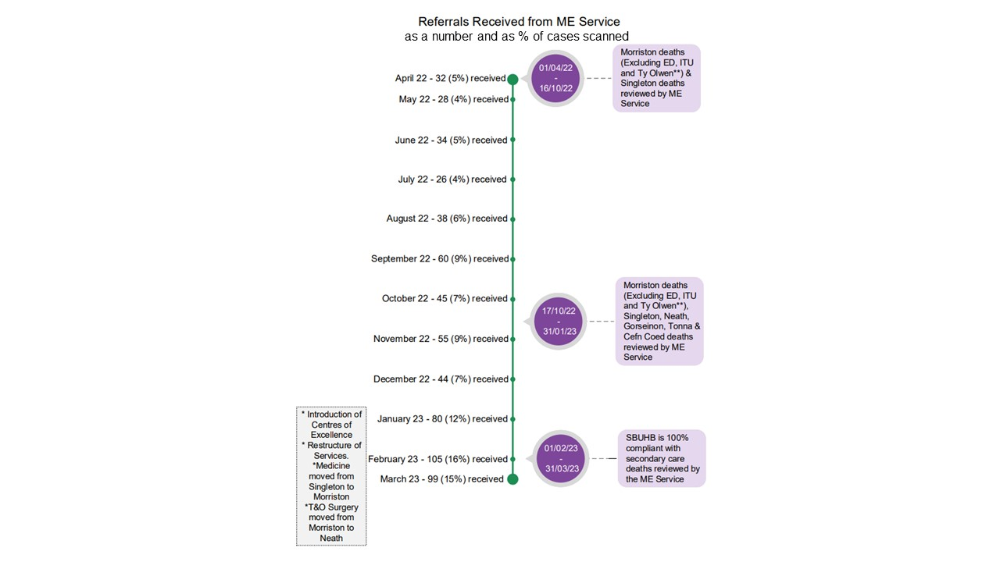 Referrals Received from ME Service
as a number and as % of cases scanned
April 22 - 32 (5%) received
May 22 - 28 (4%) received
June 22 - 34 (5%) received
July 22 - 26 (4%) received
August 22 - 38 (6%) received
September 22 - 60 (9%) received
October 22 - 45 (7%) received
November 22 - 55 (9%) received
December 22 - 44 (7%) received
January 23 - 80 (12%) received
February 23 - 105 (16%) received
March 23 - 99 (15%) received
01/04/22
-
16/10/22
Morriston deaths
(Excluding ED, ITU
and Ty Olwen**) &
Singleton deaths
reviewed by ME
Service
17/10/22
-
31/01/23
Morriston deaths
(Excluding ED, ITU
and Ty Olwen**),
Singleton, Neath,
Gorseinon, Tonna &
Cefn Coed deaths
reviewed by ME
Service
01/02/23
-
31/03/23
SBUHB is 100%
compliant with
secondary care
deaths reviewed by
the ME Service
* Introduction of
Centres of
Excellence
* Restructure of
Services.
*Medicine
moved from
Singleton to
Morriston
*T&O Surgery
moved from
Morriston to
Neath